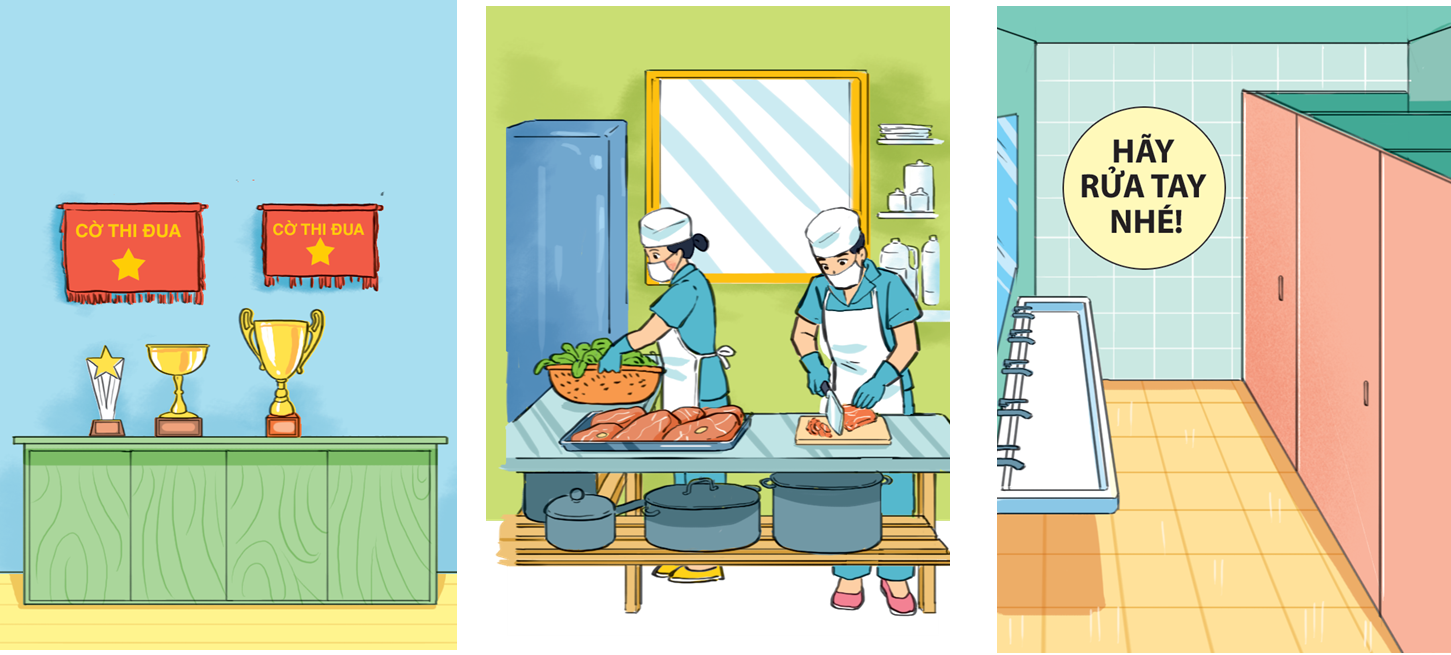 CỜ THI ĐUA
CỜ THI ĐUA
HÃY
RỬA TAY
NHÉ!